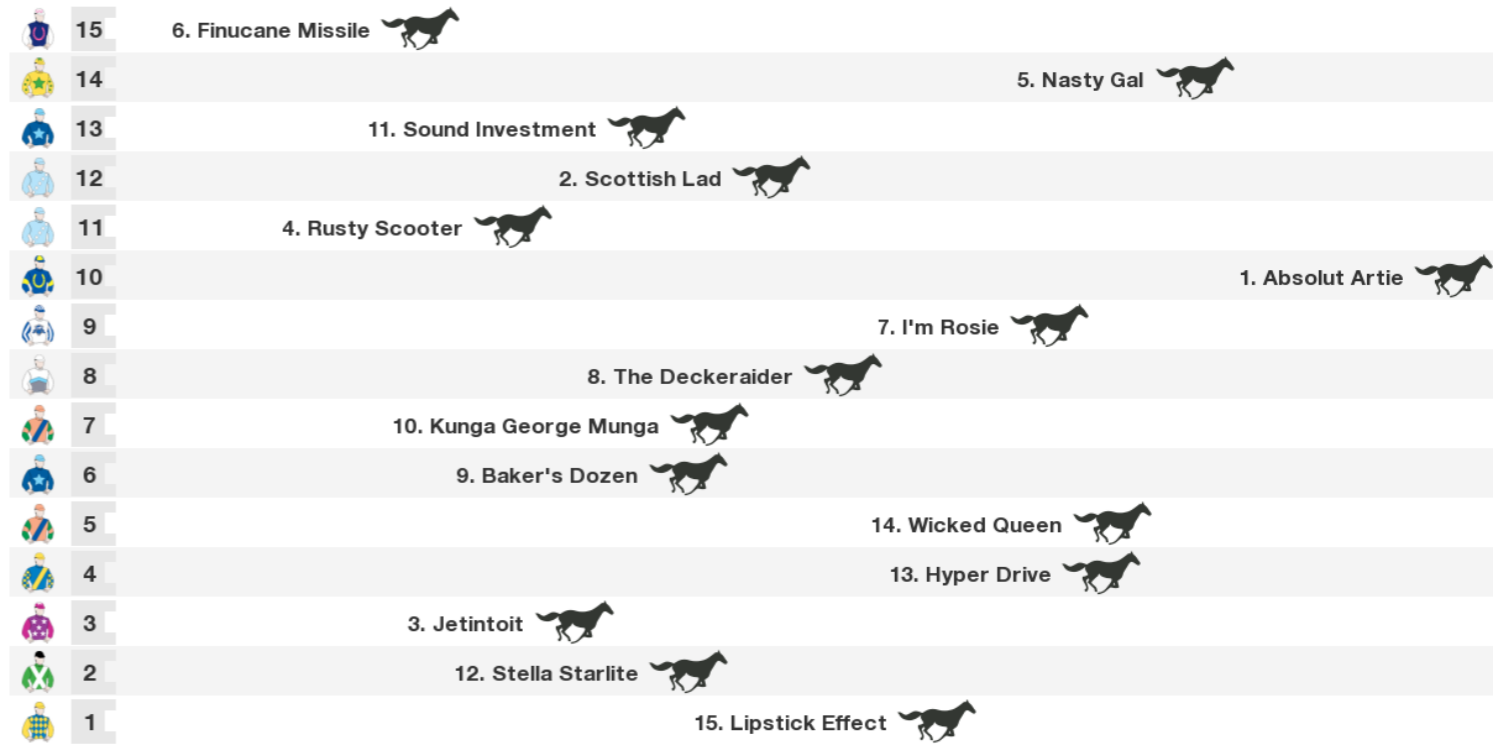 15 6. Finucane Missile
14 5. Nasty Gal
13 11. Sound Investment
12 2. Scottish Lad
11 4. Rusty Scooter
10 1. Absolut Artie
9 7. I'm Rosie
8 8. The Deckeraider
7 10. Kunga George Munga
6 9. Baker's Dozen
5 14. Wicked Queen
4 13. Hyper Drive
3 3. Jetintoit
2 12. Stella Starlite
1 15. Lipstick Effect